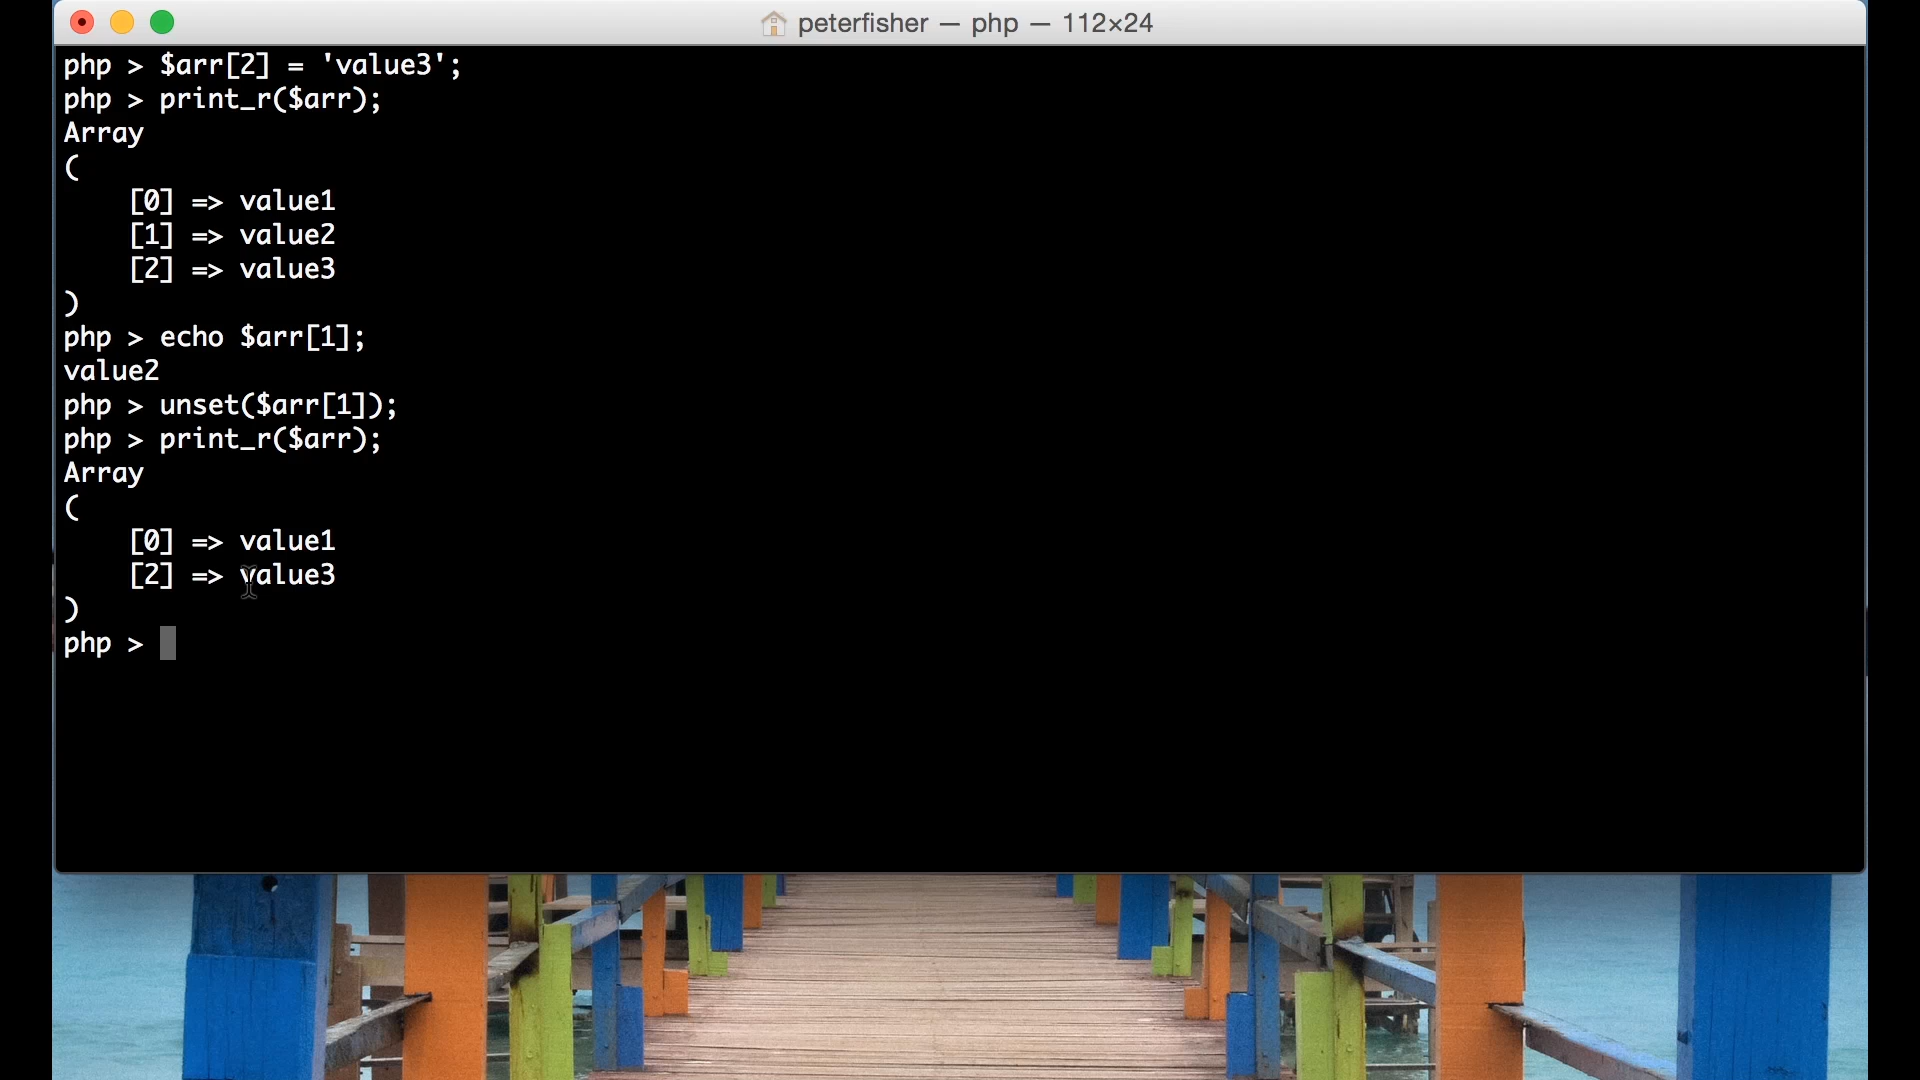 peterfisher — php — 112×24
php > $arr[2] = 'value3';
php > print_r($arr);
Array
(
    [0] => value1
    [1] => value2
    [2] => value3
)
php > echo $arr[1];
value2
php > unset($arr[1]);
php > print_r($arr);
Array
(
    [0] => value1
    [2] => value3
)
php >